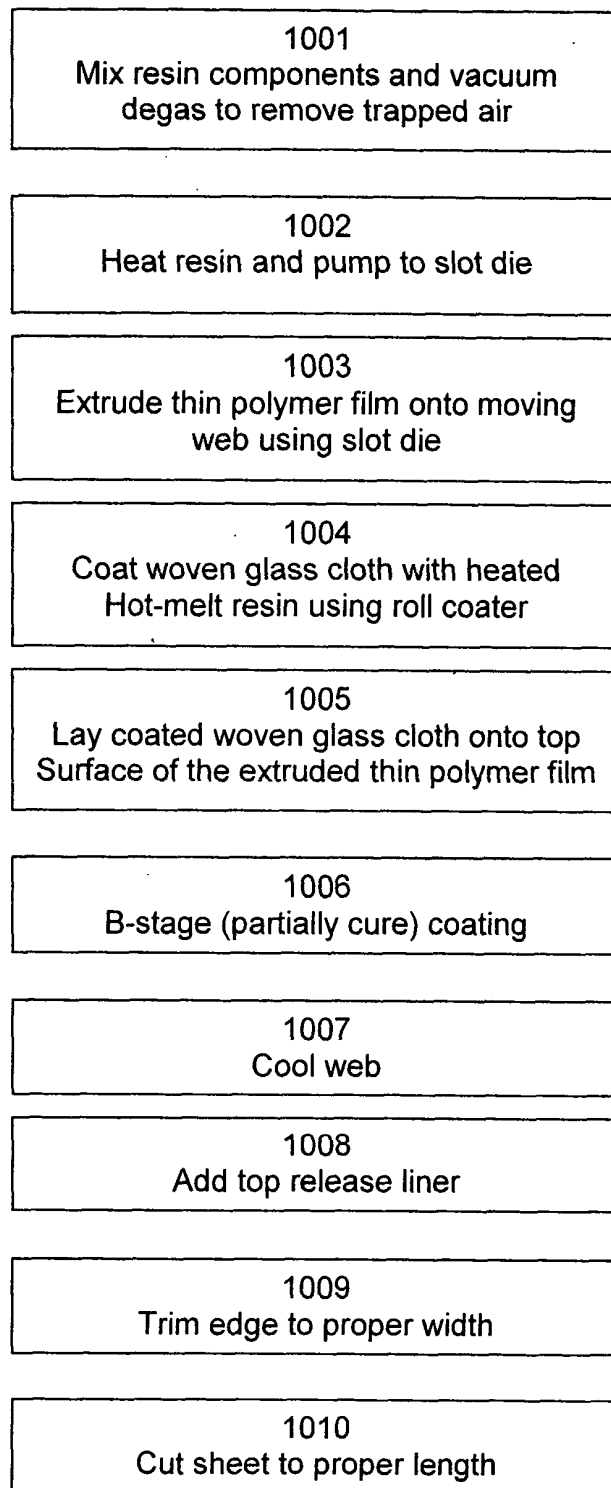 1001
Mix resin components and vacuum
degas to remove trapped air
1002
Heat resin and pump to slot die
1003
Extrude thin polymer film onto moving
web using slot die
1004
Coat woven glass cloth with heated
Hot-melt resin using roll coater
1005
Lay coated woven glass cloth onto top
Surface of the extruded thin polymer film
1006
B-stage (partially cure) coating
1007
Cool web
1008
Add top release liner
1009
Trim edge to proper width
1010
Cut sheet to proper length